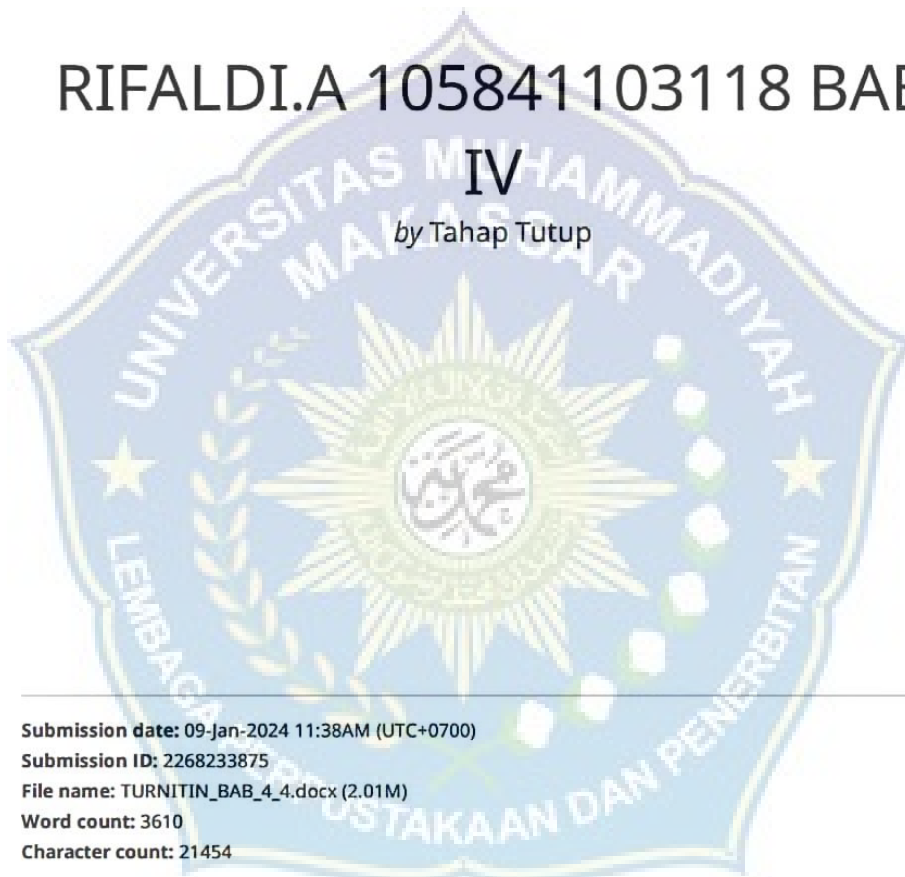 RIFALDI.A 105841103118 BAB
IV
by Tahap Tutup
UNIVERSITAS MUHAMMADIYAH
MAKASSAR
LEMBAGA PERPUSTAKAAN DAN PENERBITAN
Submission date: 09-Jan-2024 11:38AM (UTC+0700)
Submission ID: 2268233875
File name: TURNITIN_BAB_4_4.docx (2.01M)
Word count: 3610
Character count: 21454